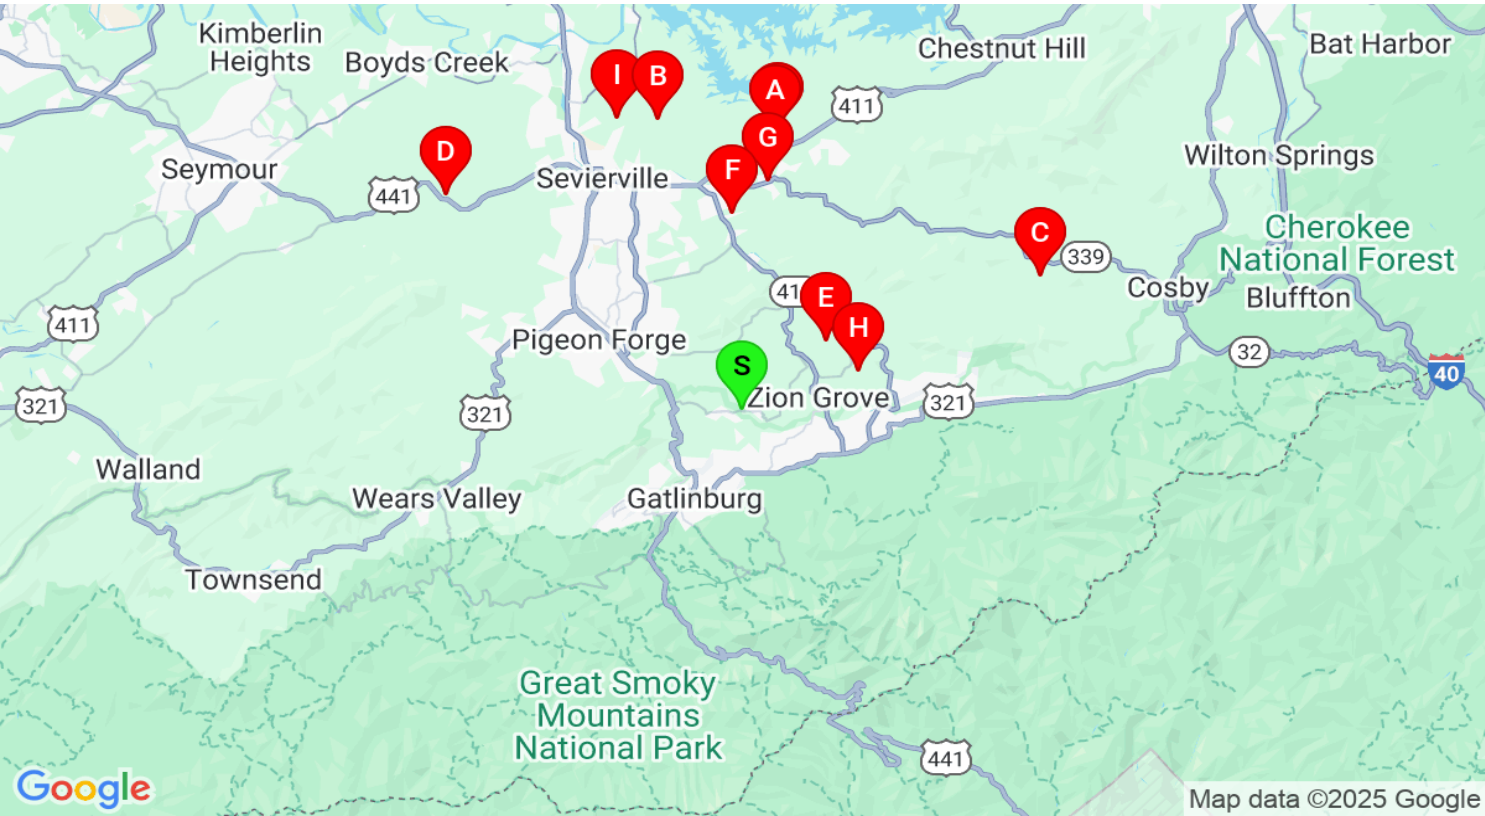 Kimberlin
Heights
Boyds Creek
Chestnut Hill
Bat Harbor
I
B
A
411
G
D
F
Seymour
441
Sevierville
Wilton Springs
C
339
Cherokee
National Forest
Cosby
Bluffton
41
E
H
411
Pigeon Forge
S
32
40
321
321
Zion Grove
321
Walland
Wears Valley
Gatlinburg
Townsend
Great Smoky
Mountains
National Park
441
Google
Map data ©2025 Google